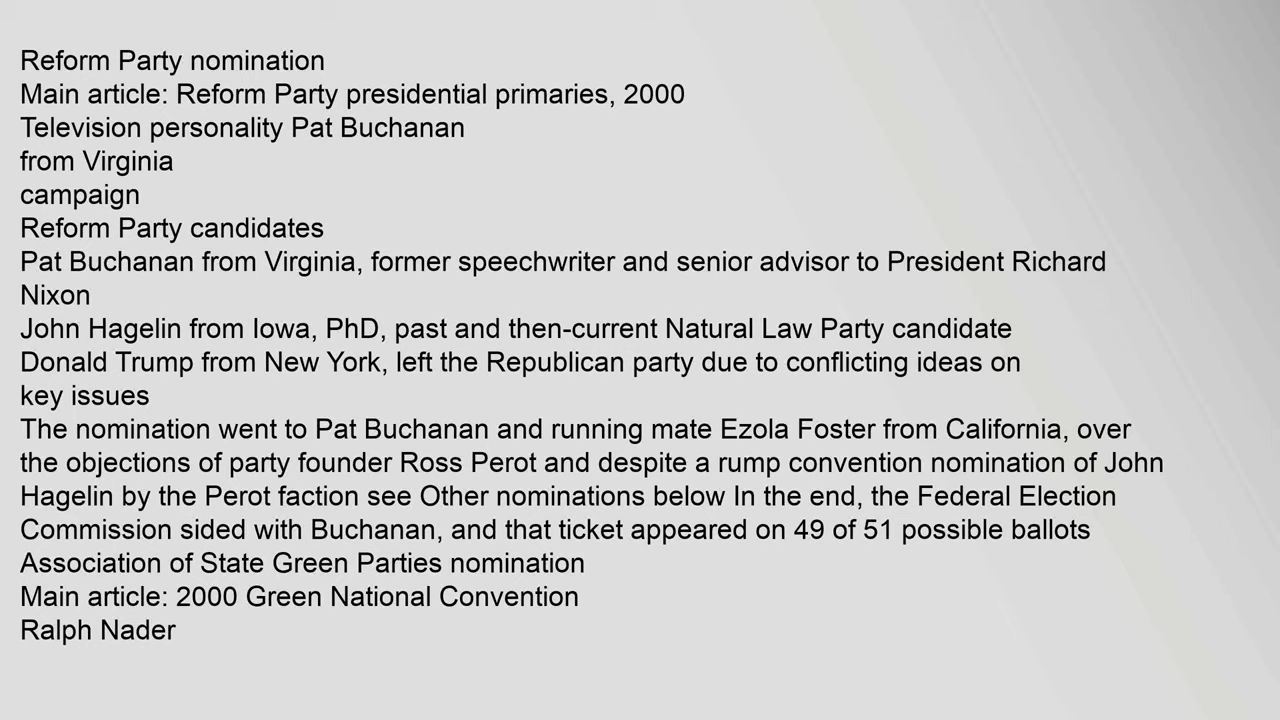 Reform Party nomination
Main article: Reform Party presidential primaries, 2000
Television personality Pat Buchanan
from Virginia
campaign
Reform Party candidates
Pat Buchanan from Virginia, former speechwriter and senior advisor to President Richard
Nixon
John Hagelin from Iowa, PhD, past and then-current Natural Law Party candidate
Donald Trump from New York, left the Republican party due to conflicting ideas on
key issues
The nomination went to Pat Buchanan and running mate Ezola Foster from California, over
the objections of party founder Ross Perot and despite a rump convention nomination of John
Hagelin by the Perot faction see Other nominations below In the end, the Federal Election
Commission sided with Buchanan, and that ticket appeared on 49 of 51 possible ballots
Association of State Green Parties nomination
Main article: 2000 Green National Convention
Ralph Nader